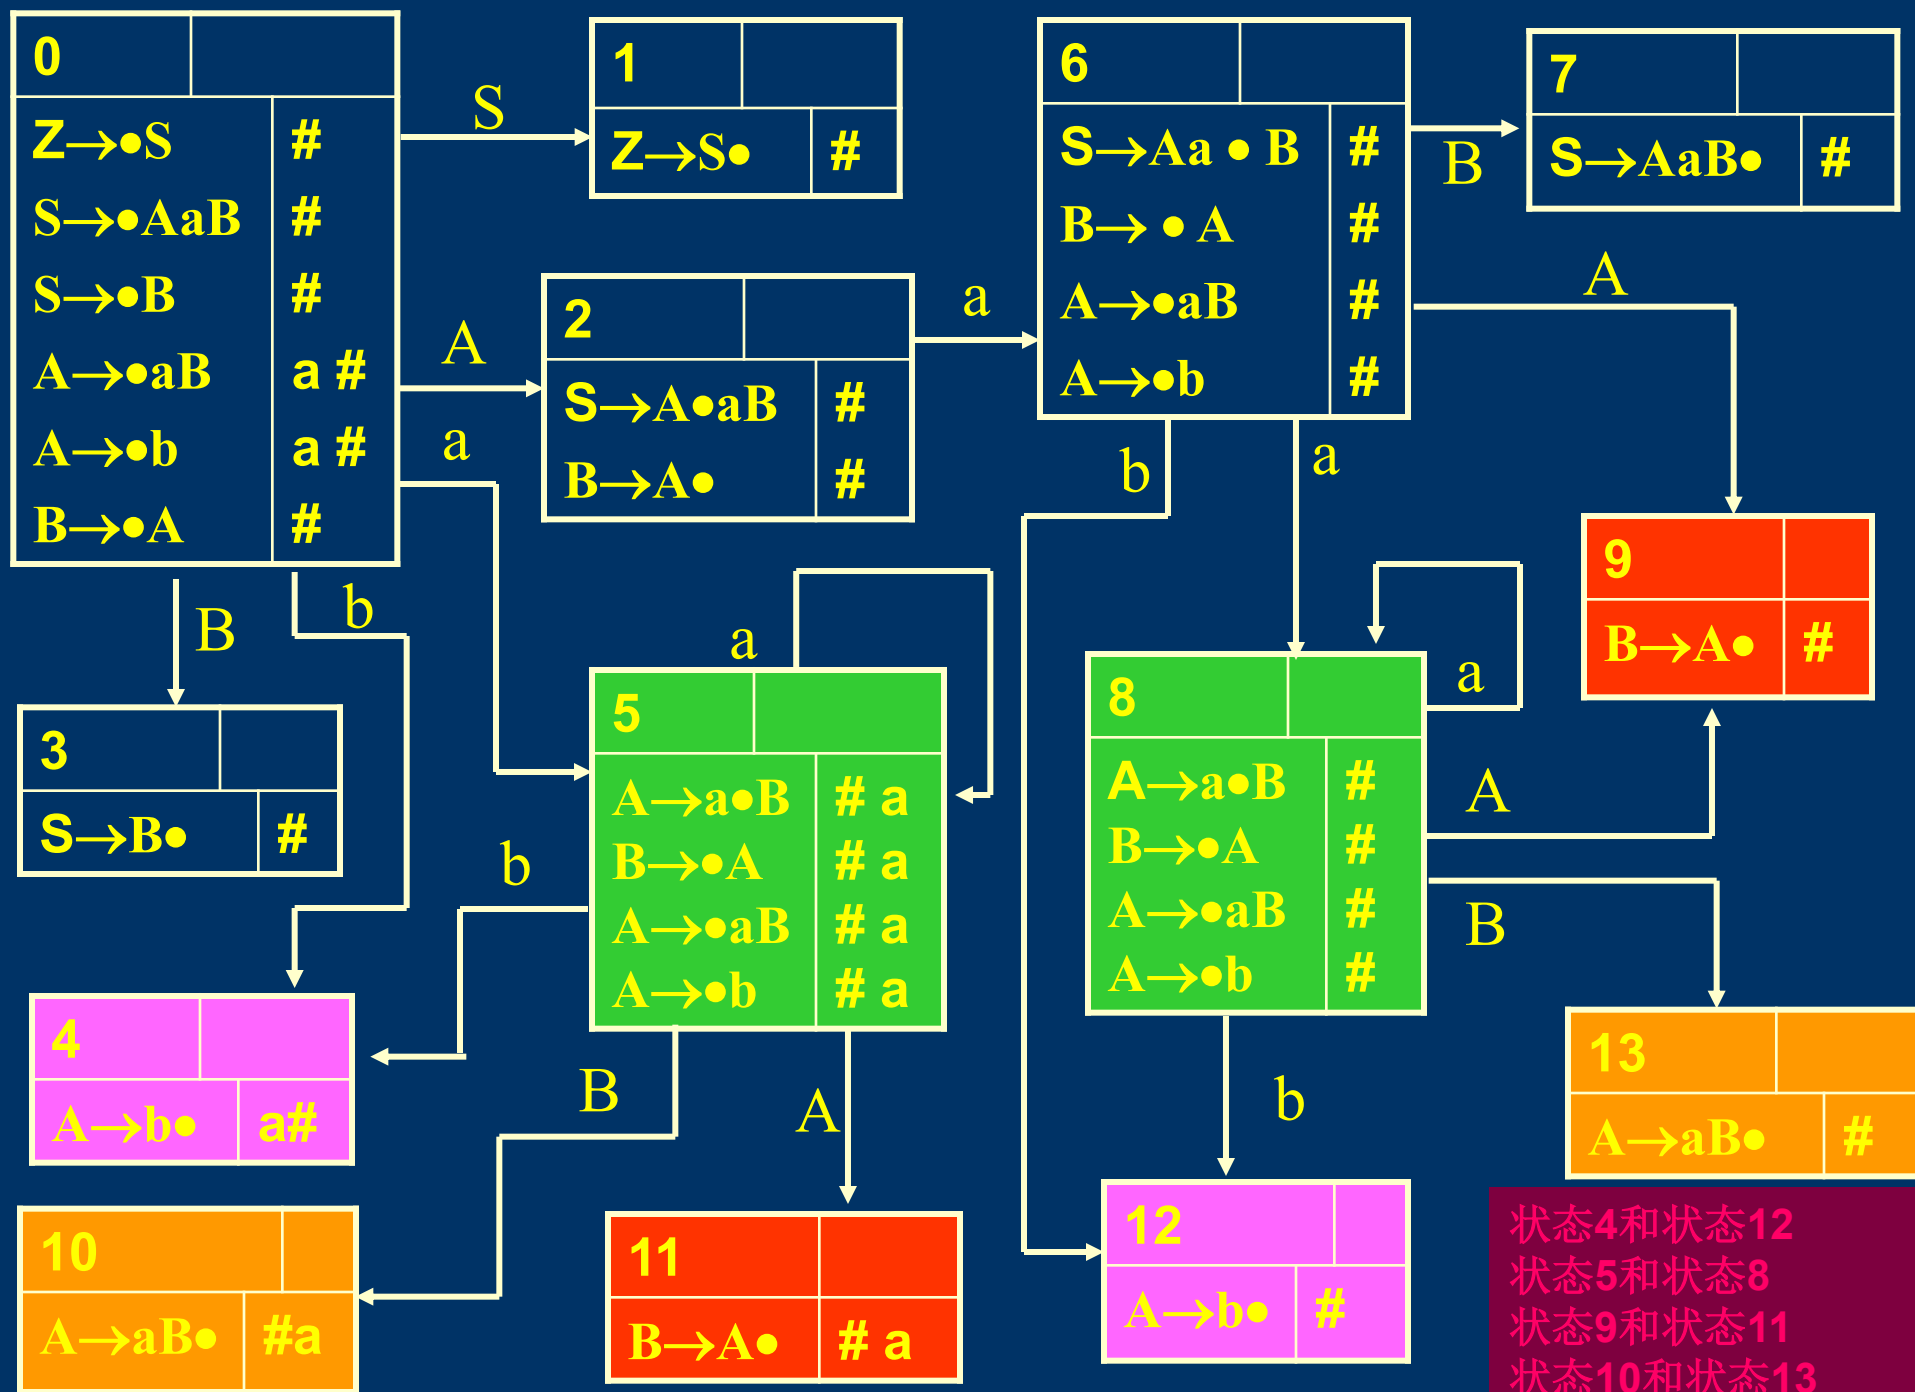 0
Z→•S #
S→•AaB #
S→•B #
A→•aB a #
A→•b a #
B→•A #
S
1
Z→S• #
A
a
2
S→A•aB #
B→A• #
a
6
S→Aa • B #
B→ • A #
A→•aB #
A→•b #
B
7
S→AaB• #
A
b
a
9
B→A• #
B
b
3
S→B• #
a
5
A→a•B # a
B→•A # a
A→•aB # a
A→•b # a
b
8
A→a•B #
B→•A #
A→•aB #
A→•b #
a
A
B
4
A→b• a#
B
A
b
13
A→aB• #
10
A→aB• #a
11
B→A• # a
12
A→b• #
状态4和状态12
状态5和状态8
状态9和状态11
状态10和状态13